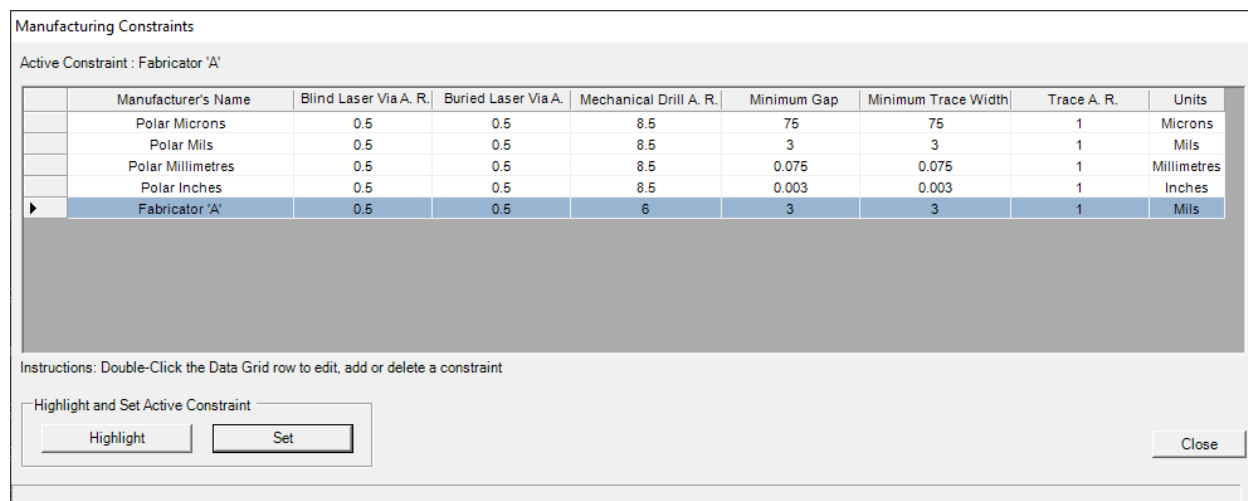 Manufacturing Constraints
Active Constraint : Fabricator 'A'
Manufacturer's Name Blind Laser Via A. R. Buried Laser Via A. Mechanical Drill A. R. Minimum Gap Minimum Trace Width Trace A. R. Units
Polar Microns 0.5 0.5 8.5 75 75 1 Microns
Polar Mils 0.5 0.5 8.5 3 3 1 Mils
Polar Millimetres 0.5 0.5 8.5 0.075 0.075 1 Millimetres
Polar Inches 0.5 0.5 8.5 0.003 0.003 1 Inches
Fabricator 'A' 0.5 0.5 6 3 3 1 Mils
Instructions: Double-Click the Data Grid row to edit, add or delete a constraint
Highlight and Set Active Constraint
Highlight Set
Close